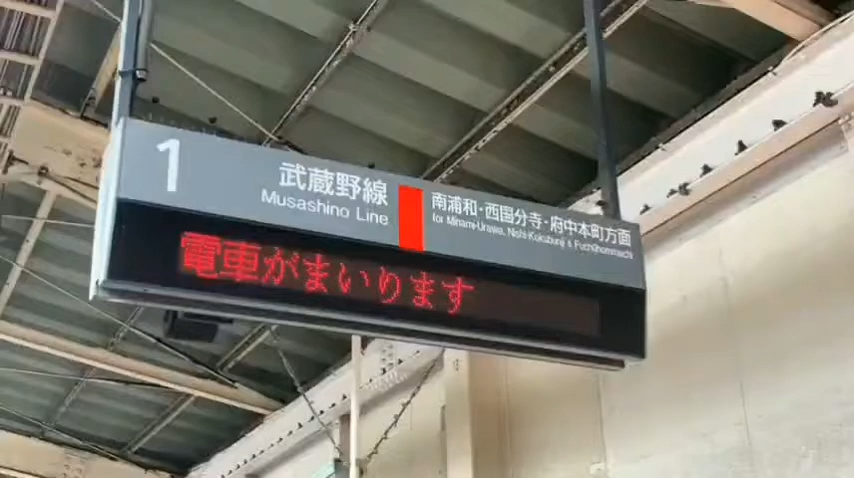 1
武蔵野線
Musashino Line
南浦和・西国分寺・府中本町方面
for Minami-Urawa, Nishi-Kokubunji & Fuchūhommachi
電車がまいります